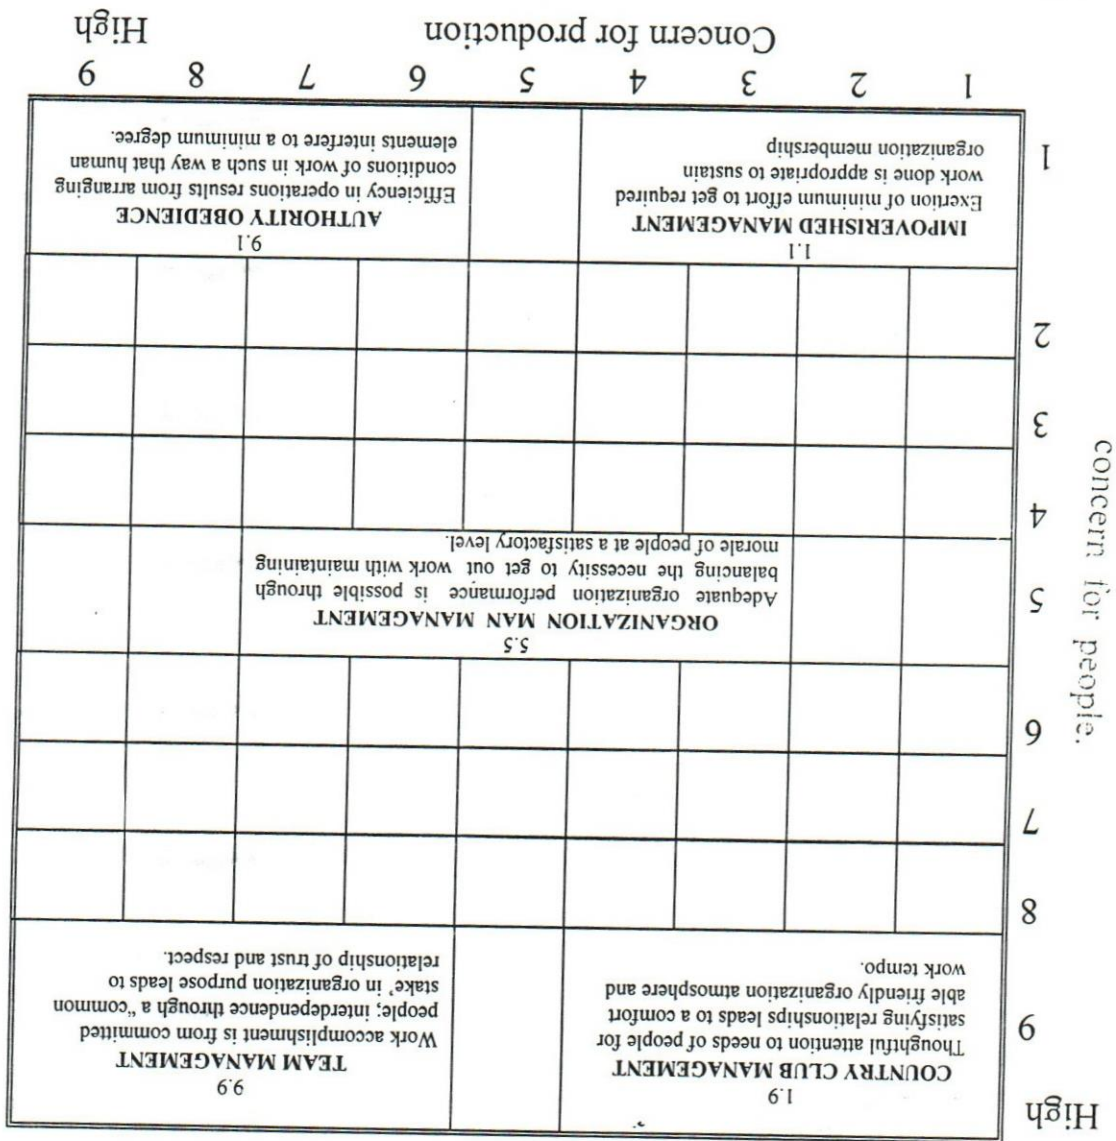 High
1.9
COUNTRY CLUB MANAGEMENT
Thoughtful attention to needs of people for
satisfying relationships leads to a comfort
able friendly organization atmosphere and
work tempo.
9.9
TEAM MANAGEMENT
Work accomplishment is from committed
people; interdependence through a “common
stake’ in organization purpose leads to
relationship of trust and respect.
9
8
7
6
5.5
ORGANIZATION MAN MANAGEMENT
Adequate organization performance is possible through
balancing the necessity to get out work with maintaining
morale of people at a satisfactory level.
5
4
3
2
1.1
IMPOVERISHED MANAGEMENT
Exertion of minimum effort to get required
work done is appropriate to sustain
organization membership
9.1
AUTHORITY OBEDIENCE
Efficiency in operations results from arranging
conditions of work in such a way that human
elements interfere to a minimum degree.
1
concern for people.
1 2 3 4 5 6 7 8 9
Concern for production High